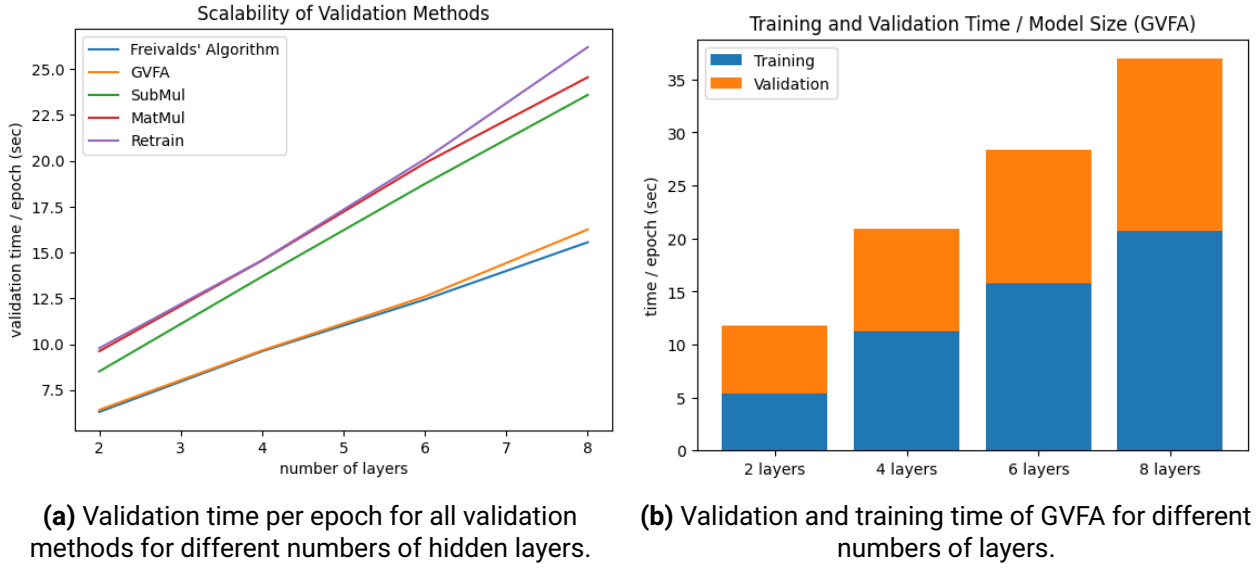 Scalability of Validation Methods
Freivalds' Algorithm
GVFA
SubMul
MatMul
Retrain
validation time / epoch (sec)
25.0
22.5
20.0
17.5
15.0
12.5
10.0
7.5
2 3 4 5 6 7 8
number of layers
(a) Validation time per epoch for all validation
methods for different numbers of hidden layers.
Training and Validation Time / Model Size (GVFA)
Training
Validation
time / epoch (sec)
35
30
25
20
15
10
5
0
2 layers 4 layers 6 layers 8 layers
(b) Validation and training time of GVFA for different
numbers of layers.